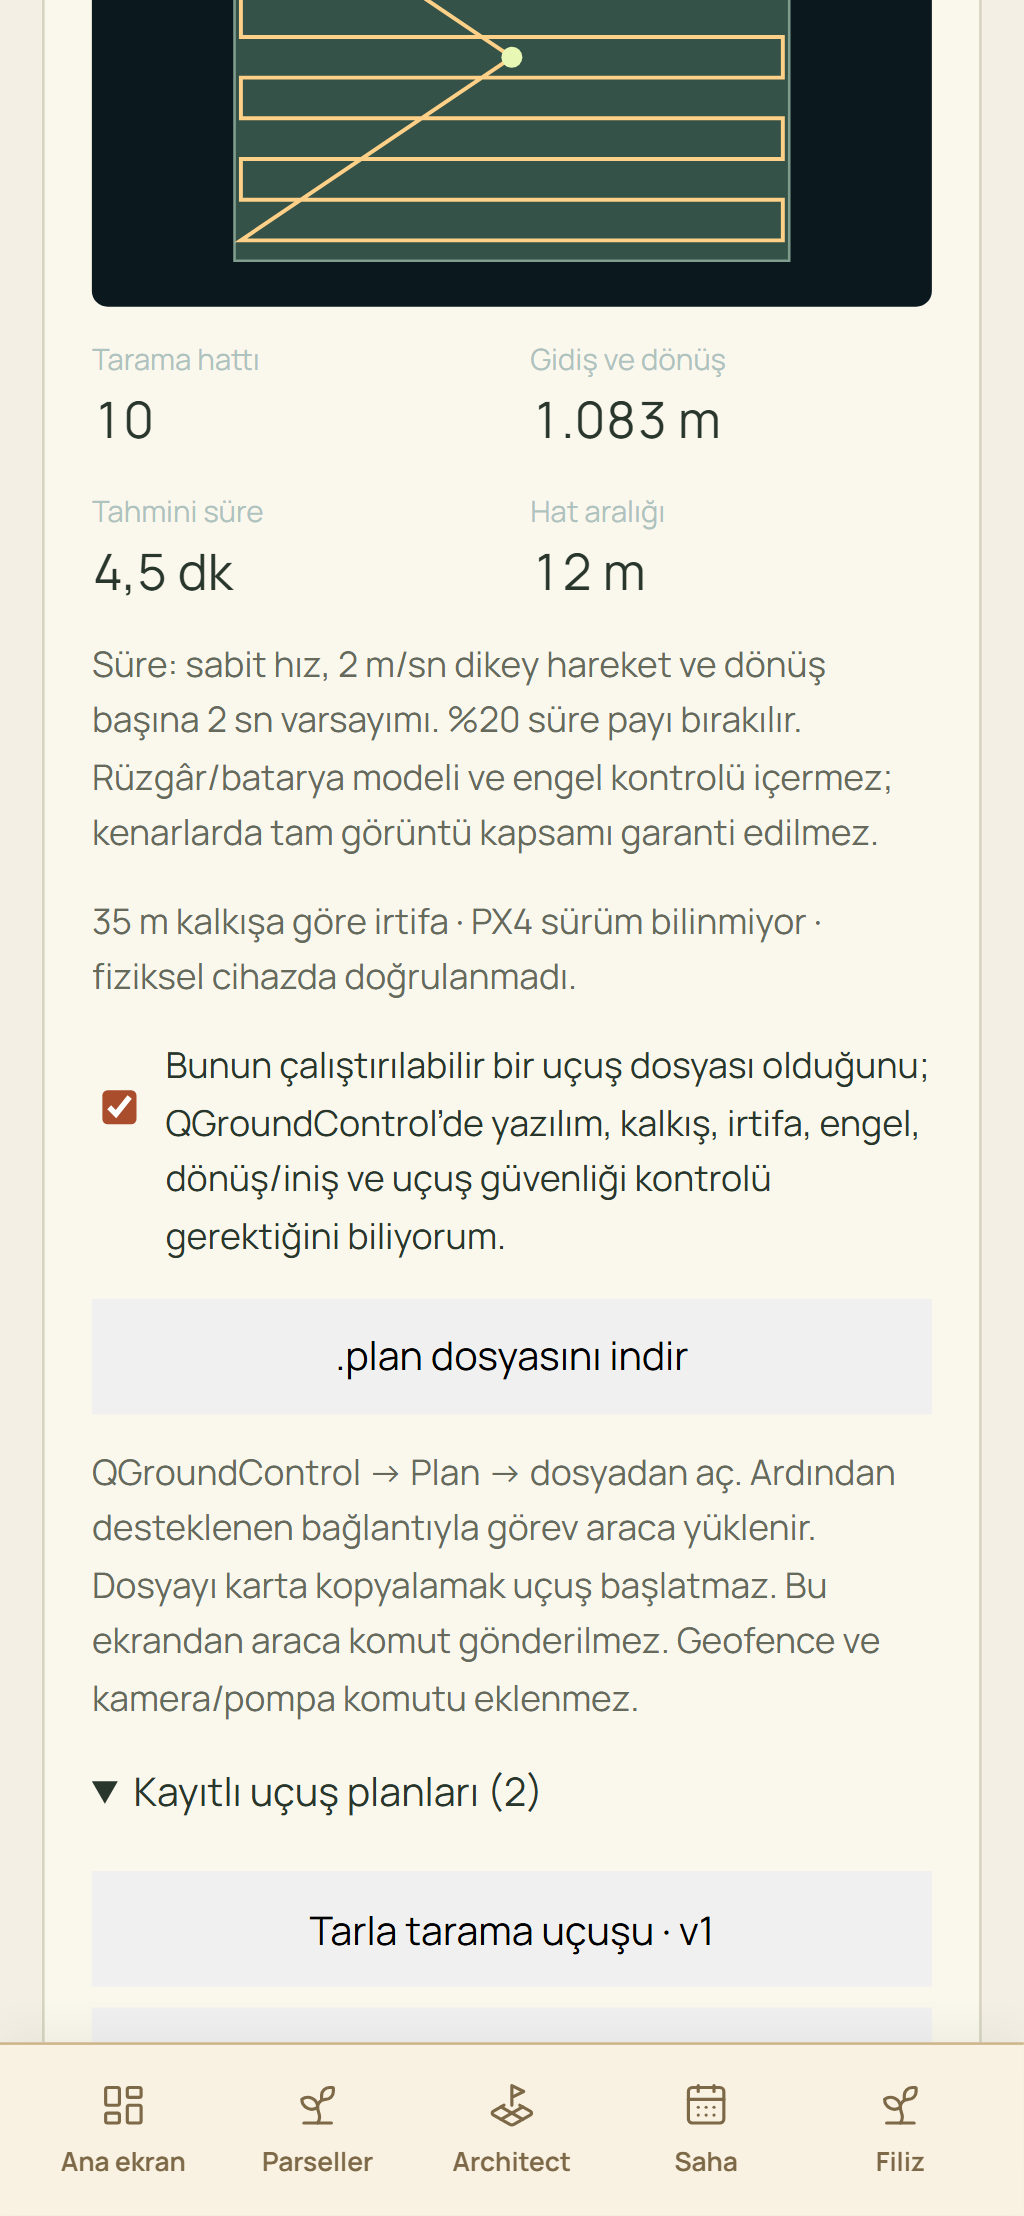 Tarama hattı
10
Gidiş ve dönüş
1.083 m
Tahmini süre
4,5 dk
Hat aralığı
12 m
Süre: sabit hız, 2 m/sn dikey hareket ve dönüş
başına 2 sn varsayımı. %20 süre payı bırakılır.
Rüzgâr/batarya modeli ve engel kontrolü içermez;
kenarlarda tam görüntü kapsamı garanti edilmez.
35 m kalkışa göre irtifa · PX4 sürüm bilinmiyor ·
fiziksel cihazda doğrulanmadı.
Bunun çalıştırılabilir bir uçuş dosyası olduğunu;
QGroundControl’de yazılım, kalkış, irtifa, engel,
dönüş/iniş ve uçuş güvenliği kontrolü
gerektiğini biliyorum.
.plan dosyasını indir
QGroundControl → Plan → dosyadan aç. Ardından
desteklenen bağlantıyla görev araca yüklenir.
Dosyayı karta kopyalamak uçuş başlatmaz. Bu
ekrandan araca komut gönderilmez. Geofence ve
kamera/pompa komutu eklenmez.
▼ Kayıtlı uçuş planları (2)
Tarla tarama uçuşu · v1
Ana ekran
Parseller
Architect
Saha
Filiz